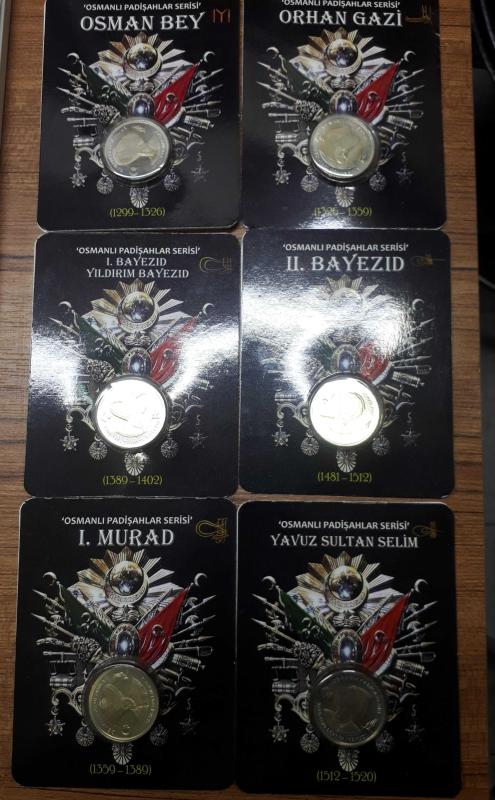 'OSMANLI PADİŞAHLAR SERİSİ'
OSMAN BEY
(1299-1326)
'OSMANLI PADİŞAHLAR SERİSİ'
ORHAN GAZİ
(1326-1359)
'OSMANLI PADİŞAHLAR SERİSİ'
I. BAYEZID
YILDIRIM BAYEZID
(1389-1402)
'OSMANLI PADİŞAHLAR SERİSİ'
II. BAYEZID
(1481-1512)
'OSMANLI PADİŞAHLAR SERİSİ'
I. MURAD
(1359-1389)
'OSMANLI PADİŞAHLAR SERİSİ'
YAVUZ SULTAN SELİM
(1512-1520)